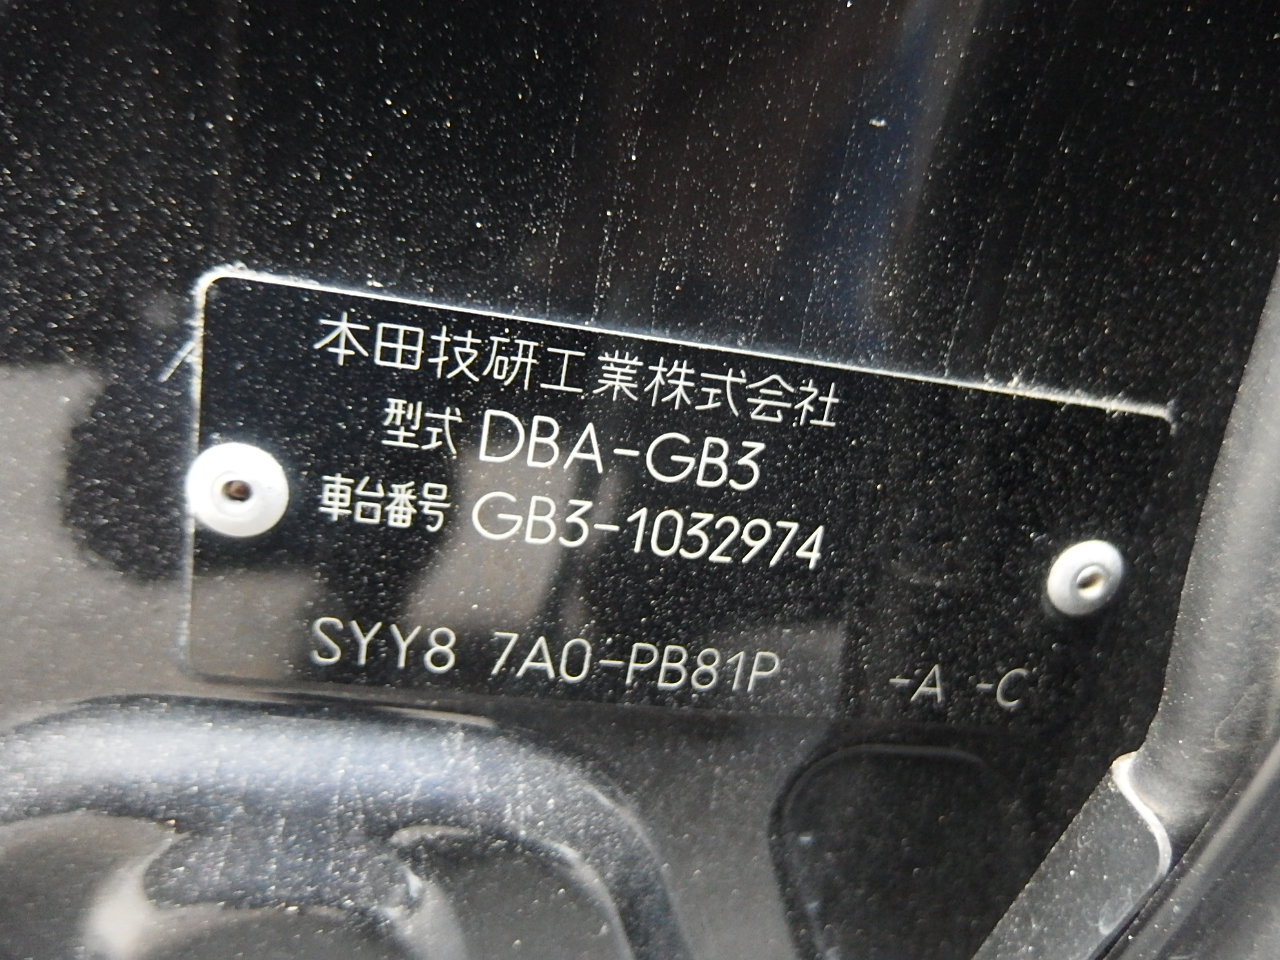 本田技研工業株式会社
型式 DBA-GB3
車台番号 GB3-1032974
SYY8 7A0-PB81P -A -C